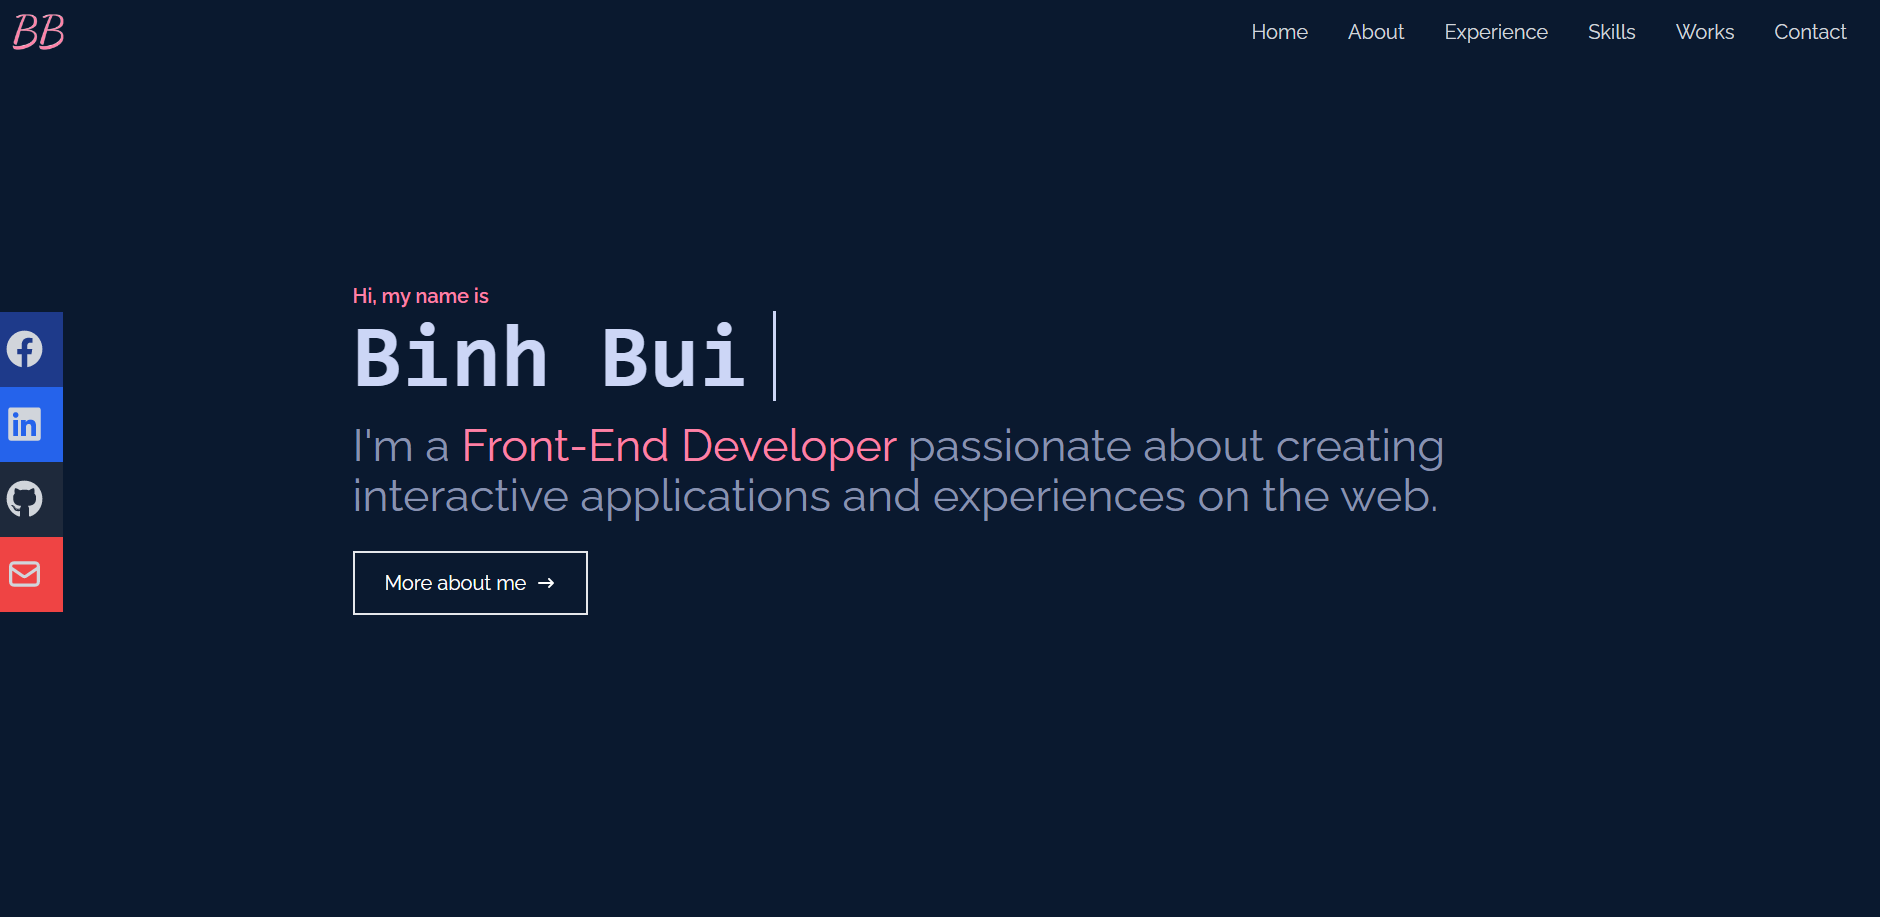 BB
Home About Experience Skills Works Contact
Hi, my name is
Binh Bui
I'm a Front-End Developer passionate about creating
interactive applications and experiences on the web.
More about me →